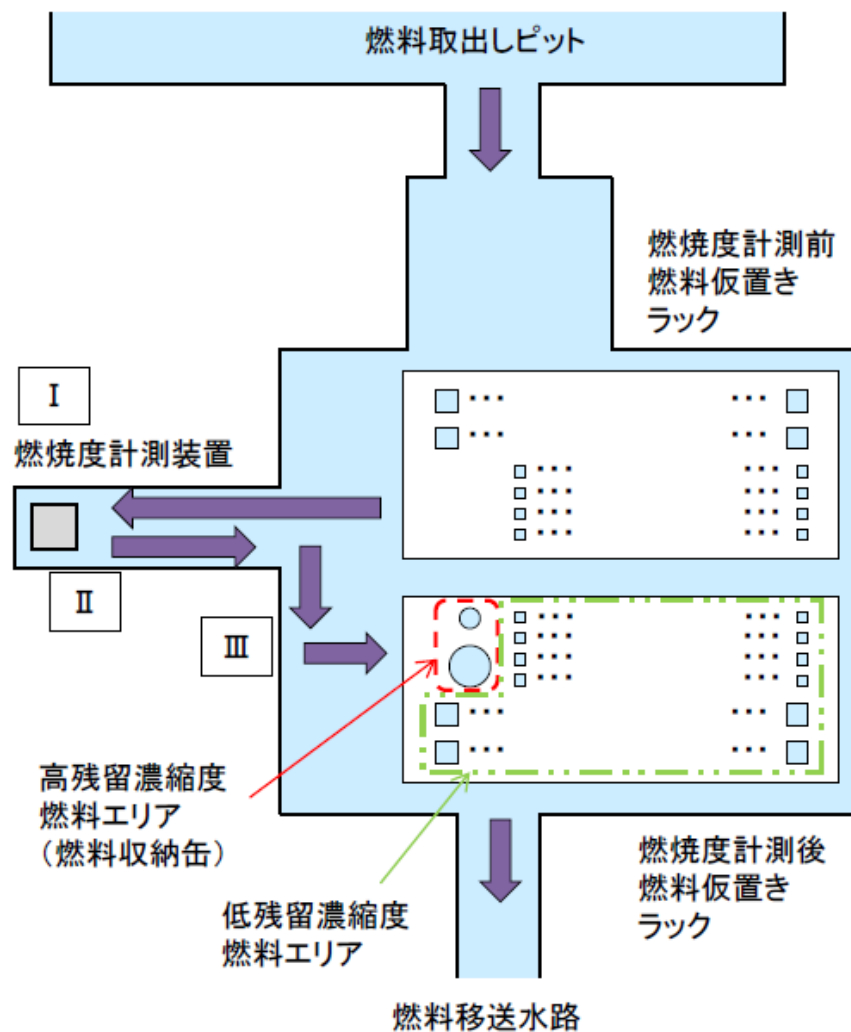 燃料取出しピット
燃焼度計測前
燃料仮置き
ラック
Ⅰ
燃焼度計測装置
Ⅱ
Ⅲ
高残留濃縮度
燃料エリア
（燃料収納缶）
低残留濃縮度
燃料エリア
燃焼度計測後
燃料仮置き
ラック
燃料移送水路